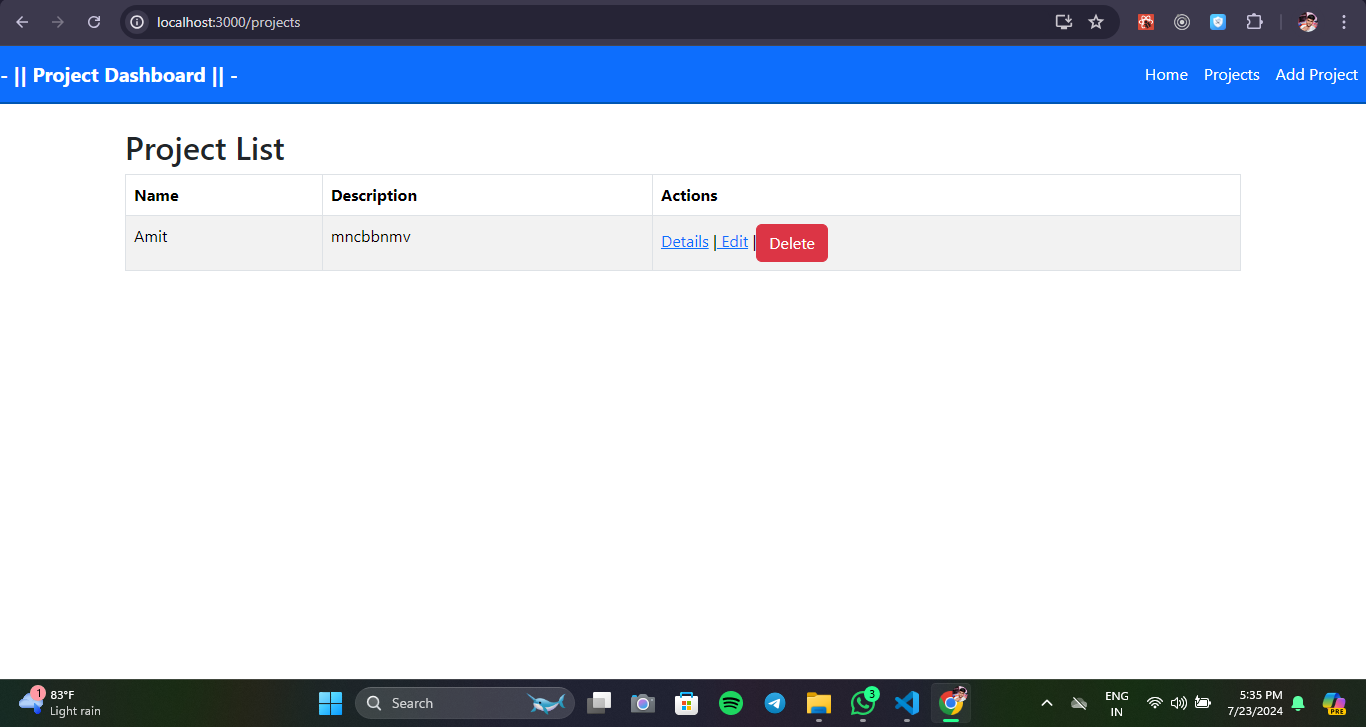 localhost:3000/projects
- || Project Dashboard || -
Home Projects Add Project
Project List
Name Description Actions
Amit mncbbnmv Details | Edit | Delete
1
83°F
Light rain
Search
3
ENG
IN
5:35 PM
7/23/2024
PRE